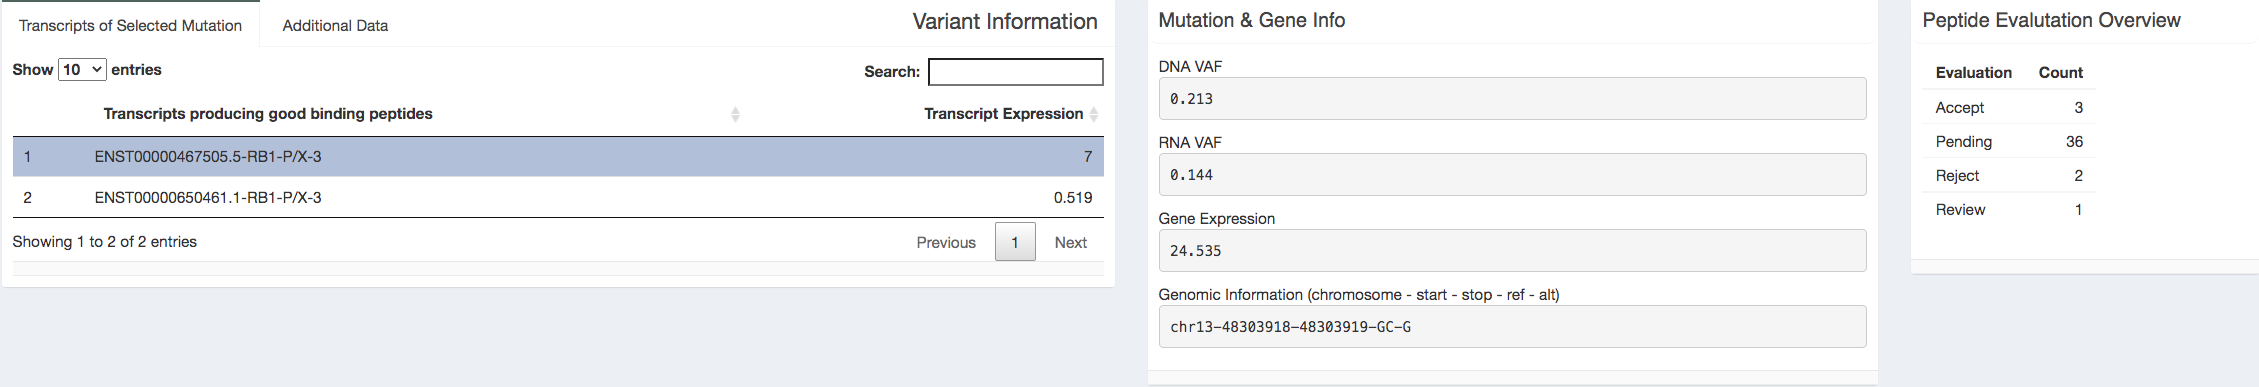 Transcripts of Selected Mutation Additional Data Variant Information
Show 10 entries Search:
Transcripts producing good binding peptides Transcript Expression
1 ENST00000467505.5-RB1-P/X-3 7
2 ENST00000650461.1-RB1-P/X-3 0.519
Showing 1 to 2 of 2 entries Previous 1 Next
Mutation & Gene Info
DNA VAF
0.213
RNA VAF
0.144
Gene Expression
24.535
Genomic Information (chromosome - start - stop - ref - alt)
chr13-48303918-48303919-GC-G
Peptide Evalutation Overview
Evaluation Count
Accept 3
Pending 36
Reject 2
Review 1